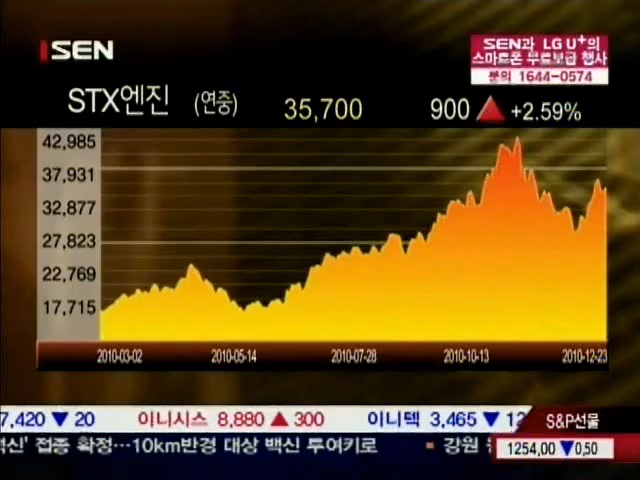 SEN
SEN과 LG U+의
스마트폰 무료보급 행사
문의 1644-0574
STX엔진 (연중) 35,700 900 ▲ +2.59%
42,985
37,931
32,877
27,823
22,769
17,715
2010-03-02 2010-05-14 2010-07-28 2010-10-13 2010-12-23
7,420 ▼ 20 이니시스 8,880 ▲ 300 이니텍 3,465 ▼ 12 S&P선물
혁신' 접종 확정…10km반경 대상 백신 투여키로 강원
1254,00 ▼0,50